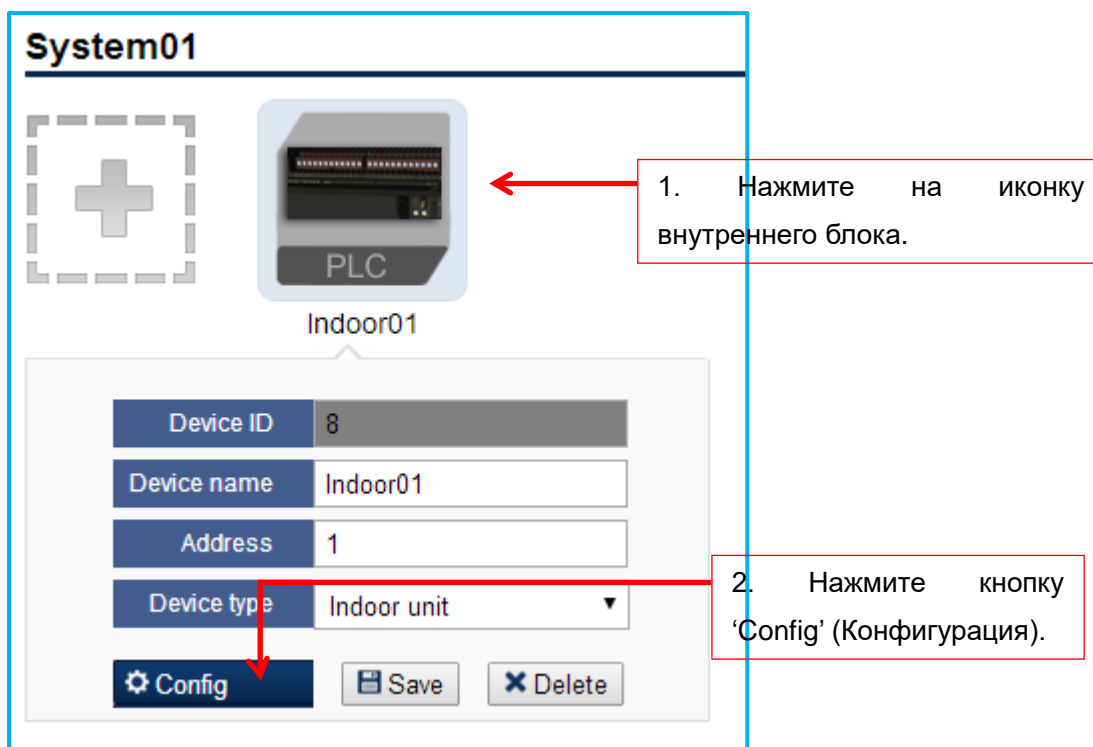 System01
PLC
Indoor01
1. Нажмите на иконку
внутреннего блока.
Device ID 8
Device name Indoor01
Address 1
Device type Indoor unit
2. Нажмите кнопку
‘Config’ (Конфигурация).
Config Save Delete